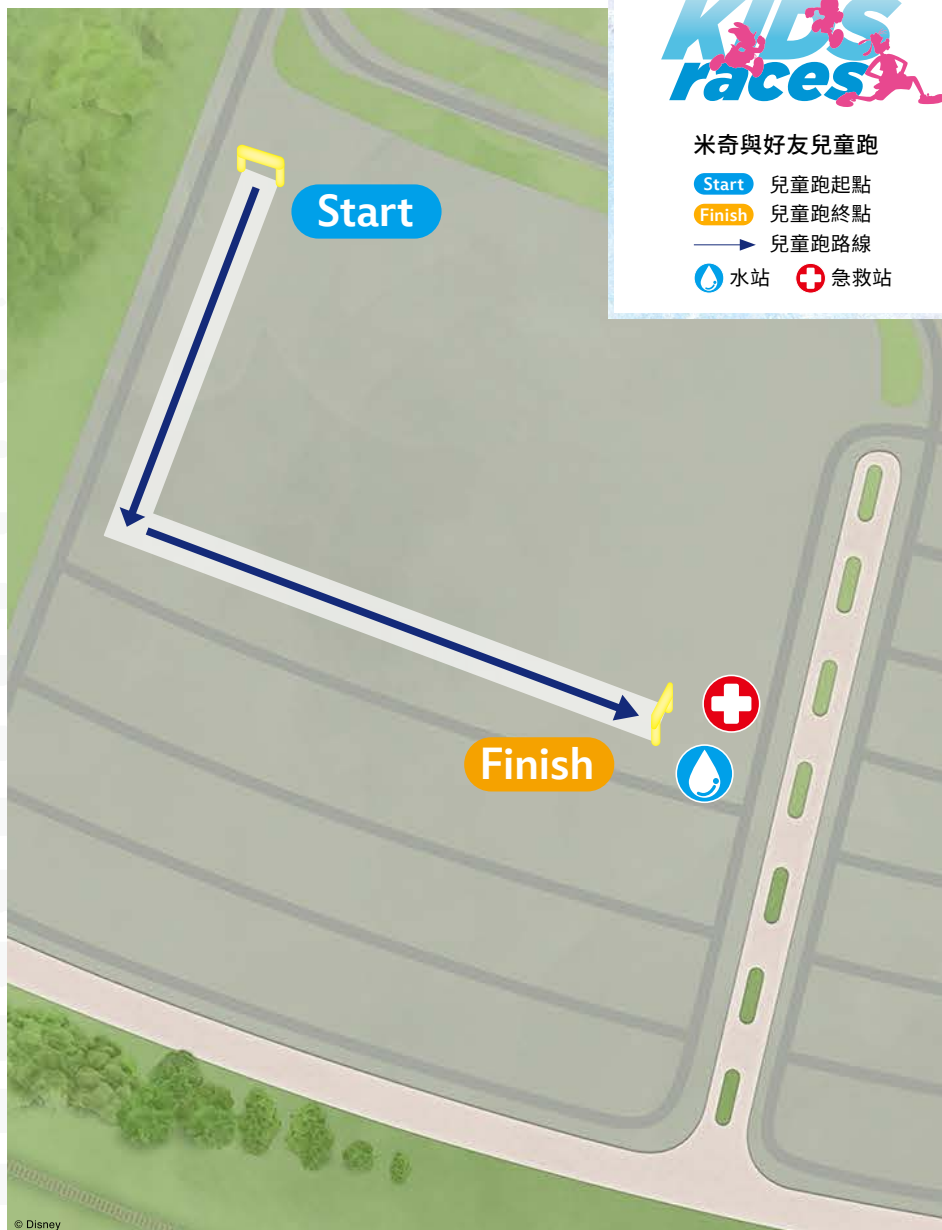 KIDS
races
米奇與好友兒童跑
Start 兒童跑起點
Finish 兒童跑終點
兒童跑路線
水站 急救站
Start
Finish
© Disney